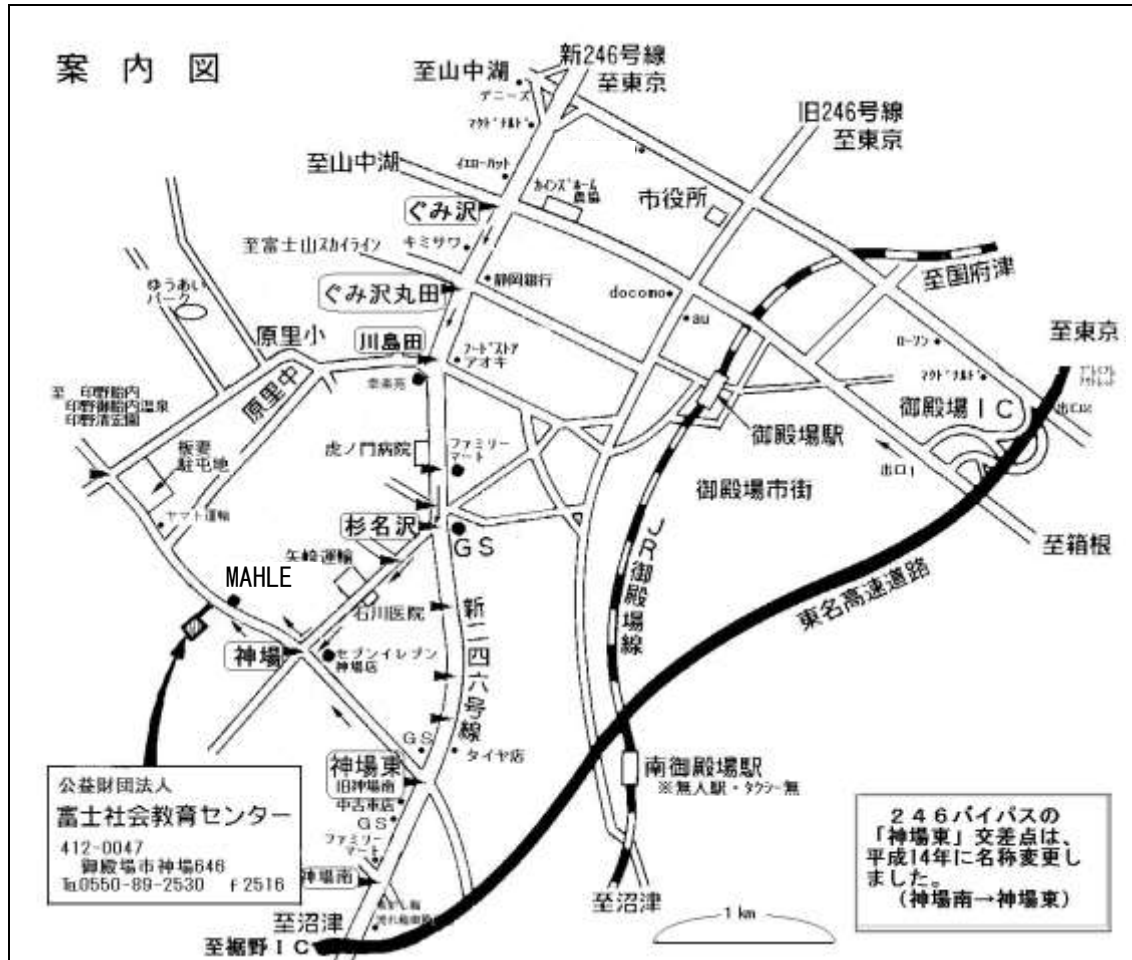 案内図
新246号線
至東京
至山中湖
デニーズ
旧246号線
至東京
マクドナルド
至山中湖
イエローハット
カインズホーム
農協
市役所
ぐみ沢
キミサワ
至富士山スカイライン
至国府津
静岡銀行
ぐみ沢丸田
docomo
au
ゆうあい
パーク
原里小
川島田
フードストア
アオキ
ローソン
至東京
マクドナルド
幸楽苑
至 印野胎内
印野御胎内温泉
印野清宏園
原里中
御殿場IC
出口2
御殿場駅
虎ノ門病院
ファミリー
マート
板妻
駐屯地
出口1
御殿場市街
ヤマト運輸
杉名沢
GS
JR御殿場線
至箱根
矢崎運輸
東名高速道路
MAHLE
石川医院
新二四六号線
神場
セブンイレブン
神場店
GS
タイヤ店
神場東
旧神場南
中古車店
GS
南御殿場駅
※無人駅・タクシー無
ファミリー
マート
神場南
公益財団法人
富士社会教育センター
412-0047
御殿場市神場646
℡0550-89-2530 f 2516
246バイパスの
「神場東」交差点は、
平成14年に名称変更し
ました。
(神場南→神場東)
至沼津
至沼津
1km
至裾野IC